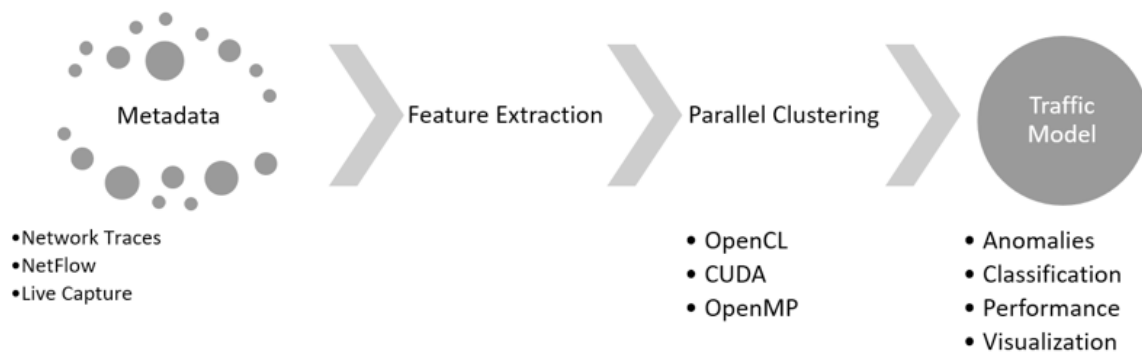 Metadata
Feature Extraction
Parallel Clustering
Traffic
Model
•Network Traces
•NetFlow
•Live Capture
• OpenCL
• CUDA
• OpenMP
• Anomalies
• Classification
• Performance
• Visualization